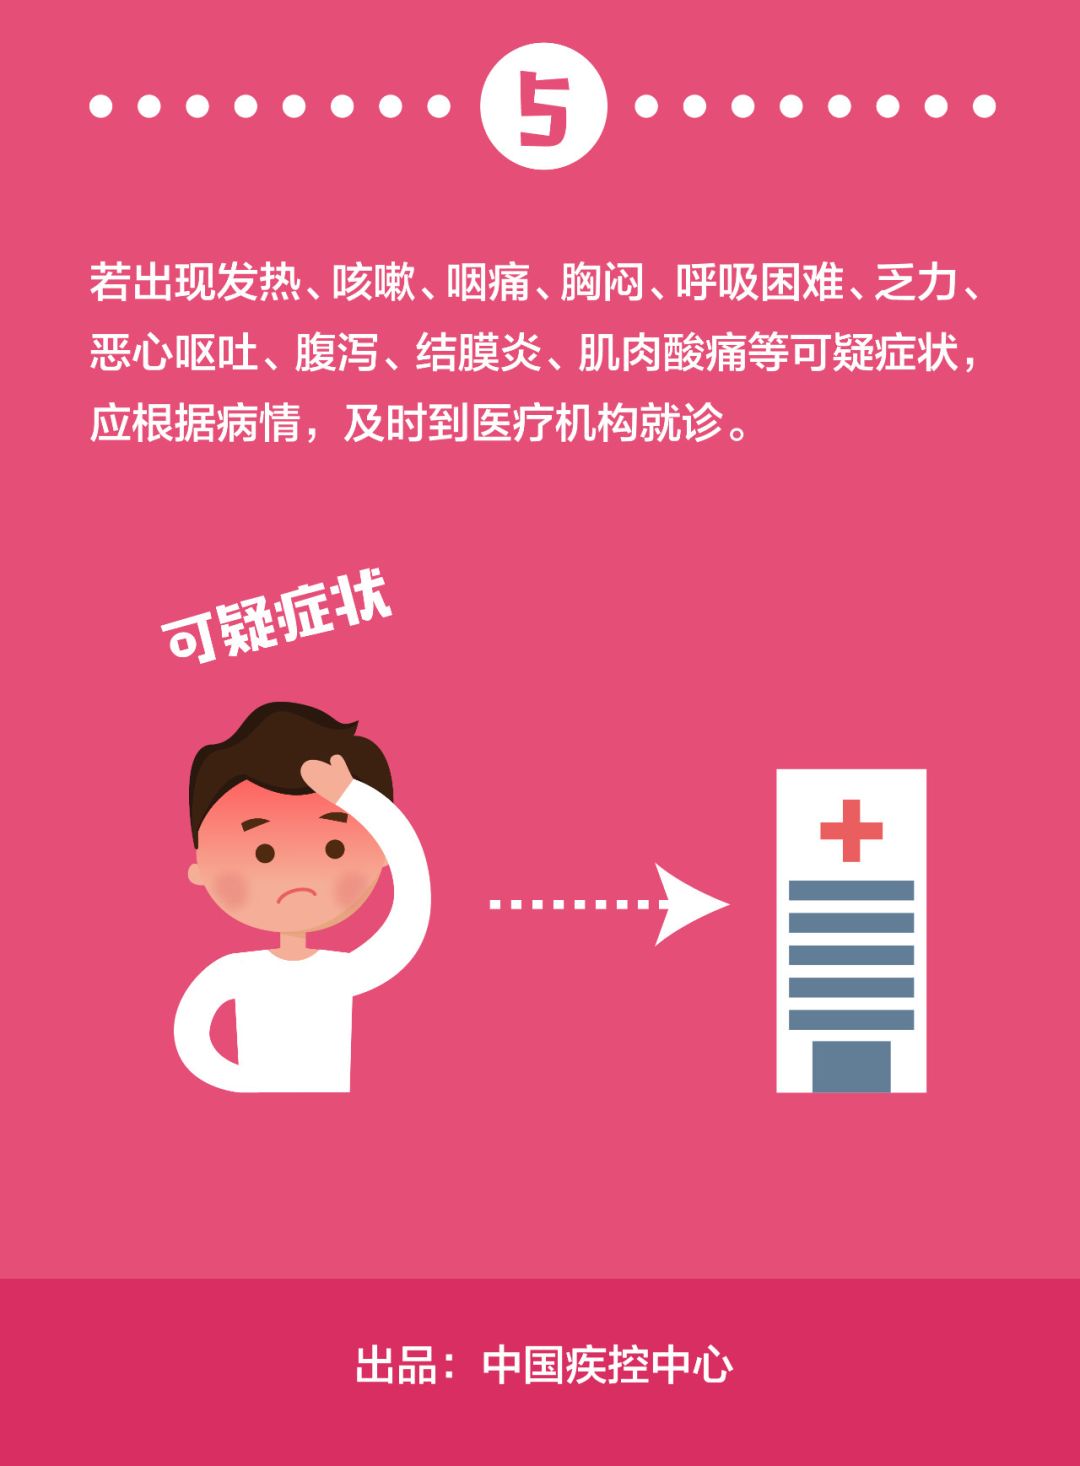 5
若出现发热、咳嗽、咽痛、胸闷、呼吸困难、乏力、
恶心呕吐、腹泻、结膜炎、肌肉酸痛等可疑症状，
应根据病情，及时到医疗机构就诊。
可疑症状
出品：中国疾控中心